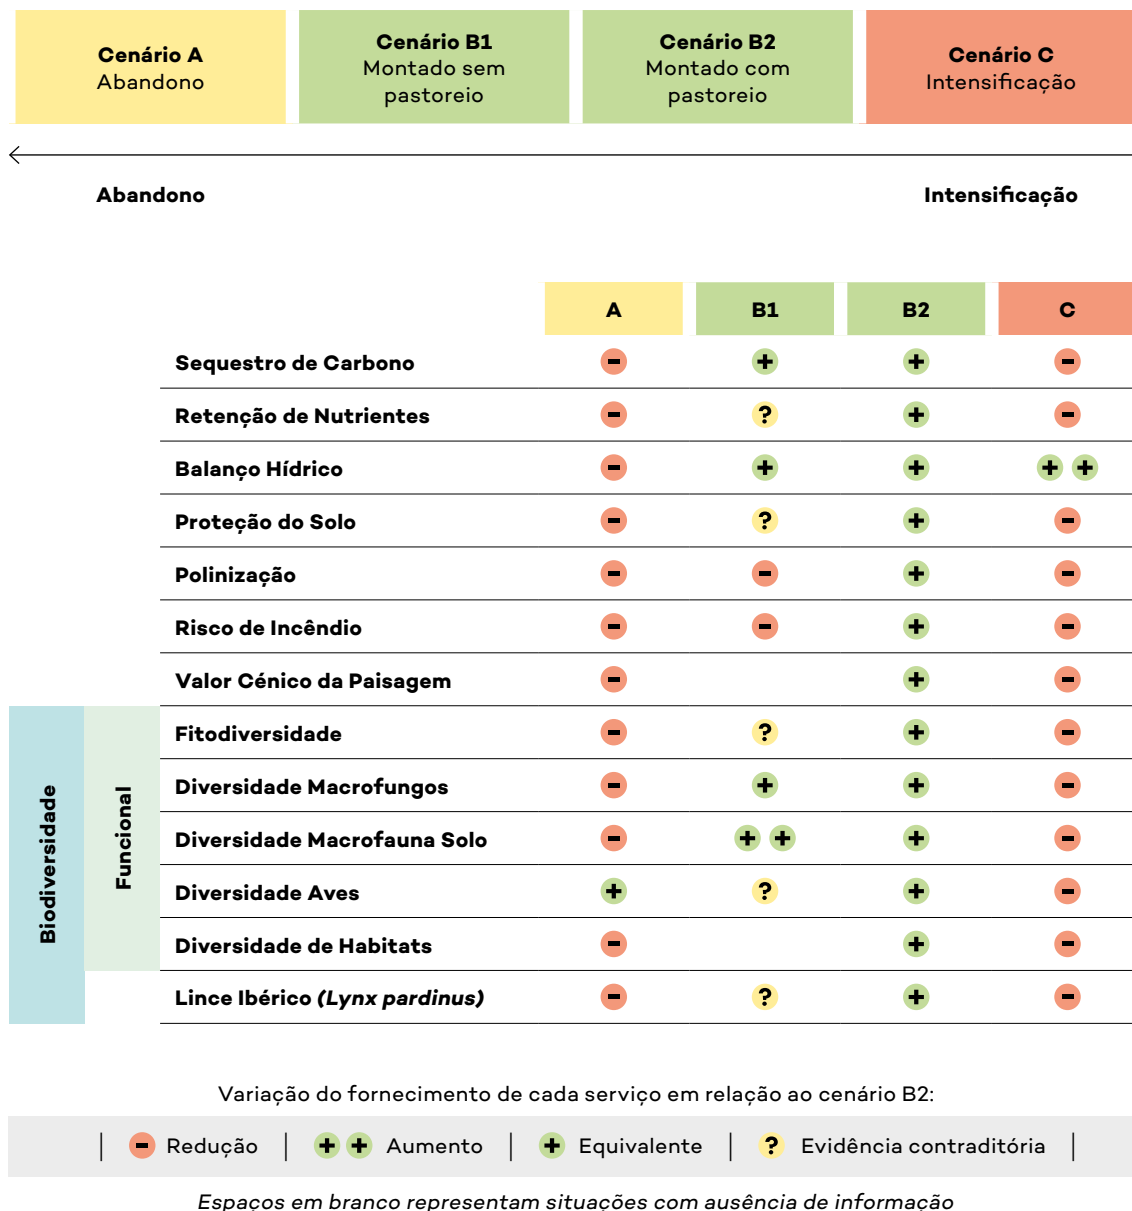 Cenário A
Abandono
Cenário B1
Montado sem
pastoreio
Cenário B2
Montado com
pastoreio
Cenário C
Intensificação
Abandono
Intensificação
A B1 B2 C
Sequestro de Carbono - + + -
Retenção de Nutrientes - ? + -
Balanço Hídrico - + + + +
Proteção do Solo - ? + -
Polinização - - + -
Risco de Incêndio - - + -
Valor Cénico da Paisagem - + -
Biodiversidade
Funcional
Fitodiversidade - ? + -
Diversidade Macrofungos - + + -
Diversidade Macrofauna Solo - + + + -
Diversidade Aves + ? + -
Diversidade de Habitats - + -
Lince Ibérico (Lynx pardinus) - ? + -
Variação do fornecimento de cada serviço em relação ao cenário B2:
| - Redução | + + Aumento | + Equivalente | ? Evidência contraditória |
Espaços em branco representam situações com ausência de informação